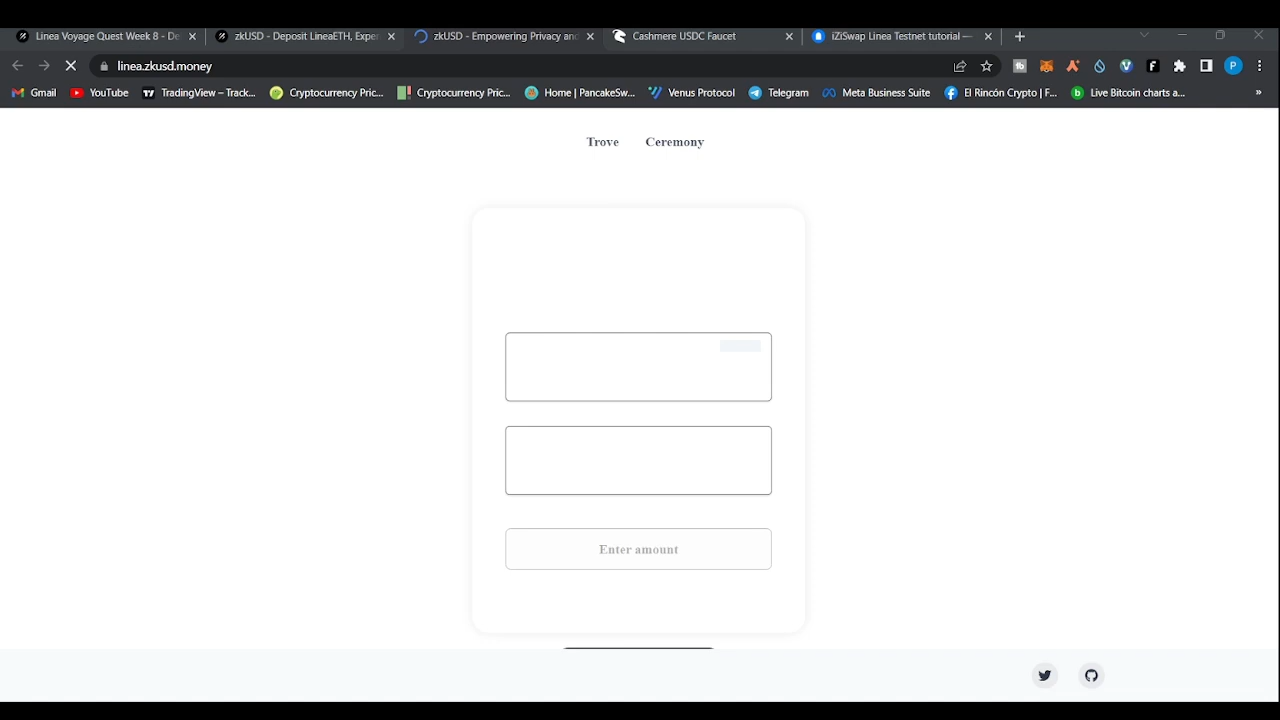 Linea Voyage Quest Week 8 - De
zkUSD - Deposit LineaETH, Exper
zkUSD - Empowering Privacy and
Cashmere USDC Faucet
iZiSwap Linea Testnet tutorial —
linea.zkusd.money
P
Gmail
YouTube
TradingView – Track...
Cryptocurrency Pric...
Cryptocurrency Pric...
Home | PancakeSw...
Venus Protocol
Telegram
Meta Business Suite
El Rincón Crypto | F...
Live Bitcoin charts a...
»
Trove
Ceremony
Enter amount